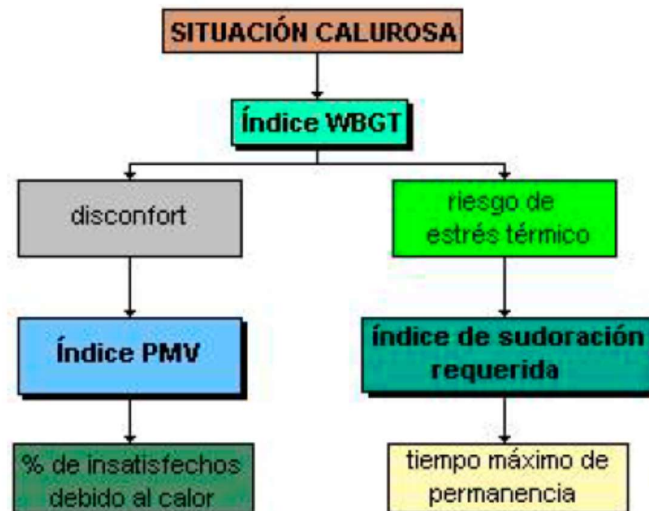 SITUACIÓN CALUROSA
Índice WBGT
disconfort
riesgo de
estrés térmico
Índice PMV
índice de sudoración
requerida
% de insatisfechos
debido al calor
tiempo máximo de
permanencia